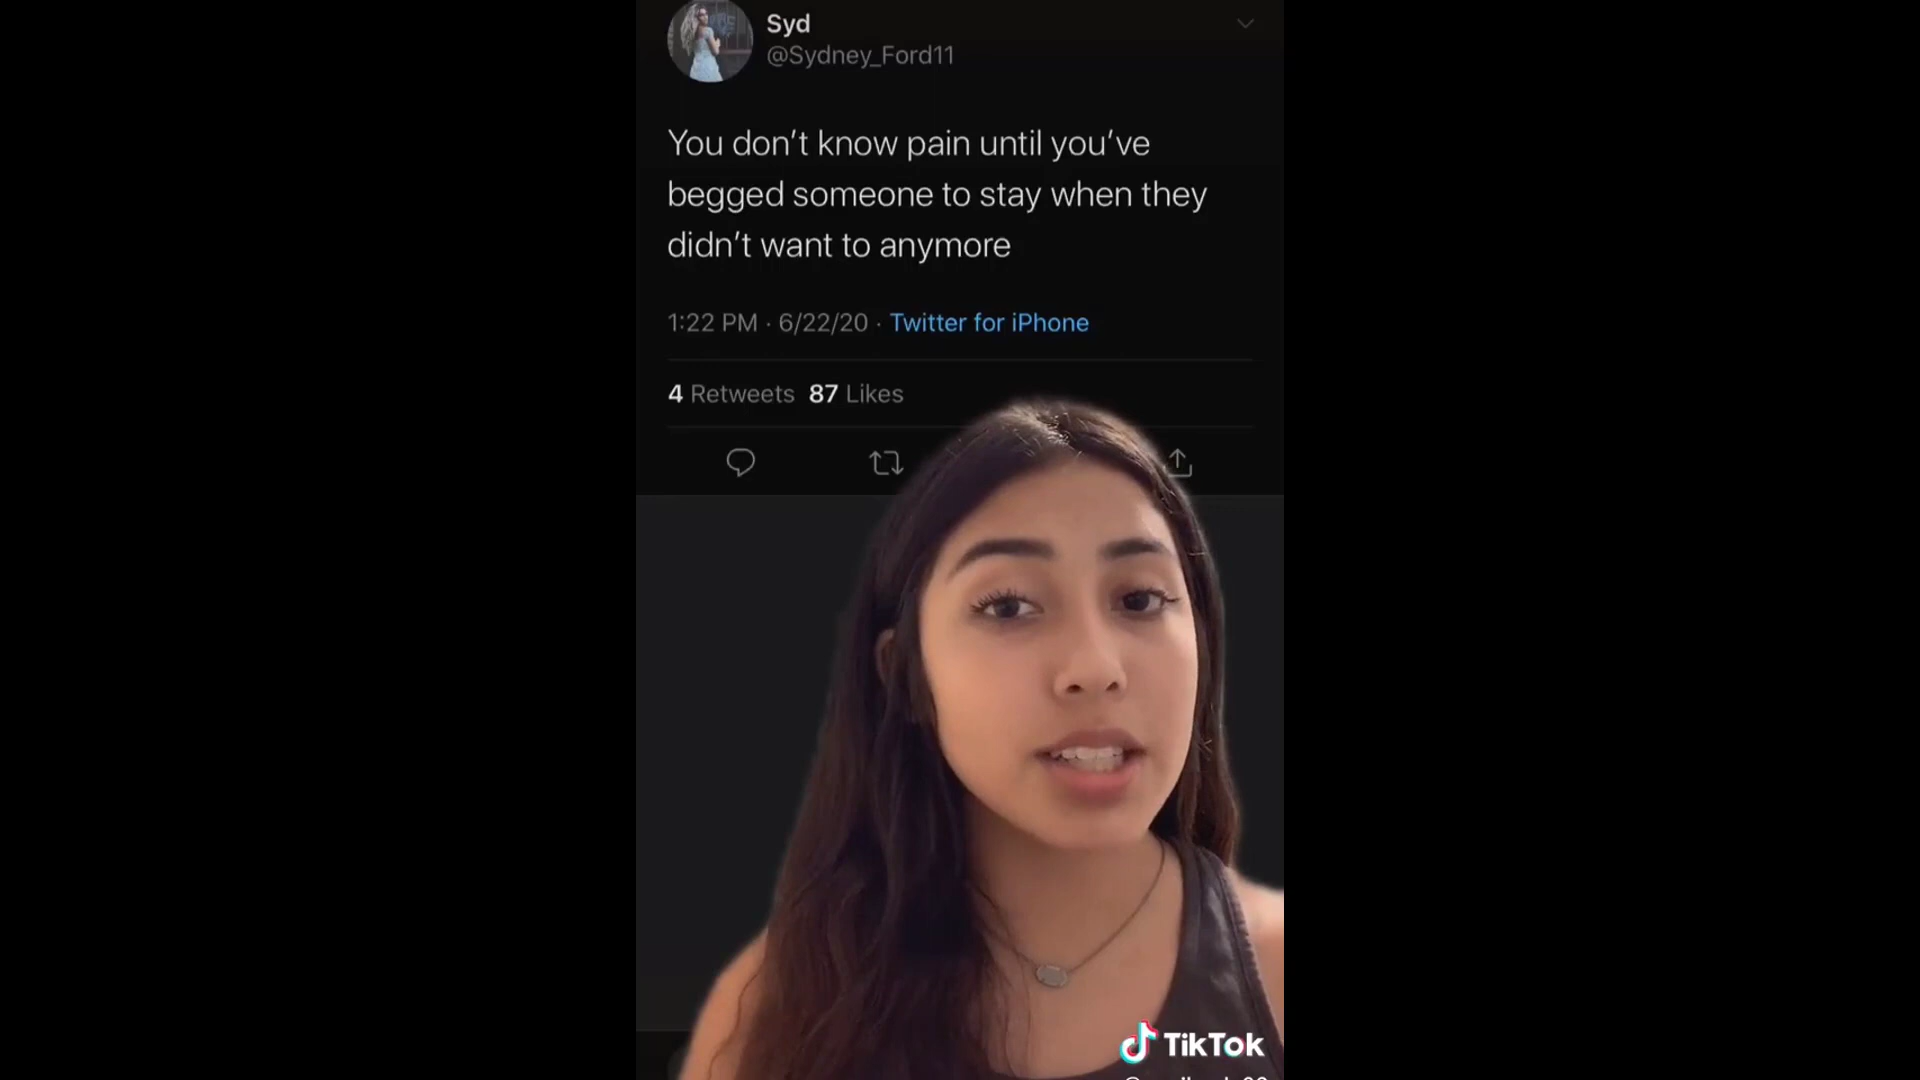 Syd
@Sydney_Ford11
You don't know pain until you've
begged someone to stay when they
didn't want to anymore
1:22 PM · 6/22/20 · Twitter for iPhone
4 Retweets 87 Likes
TikTok